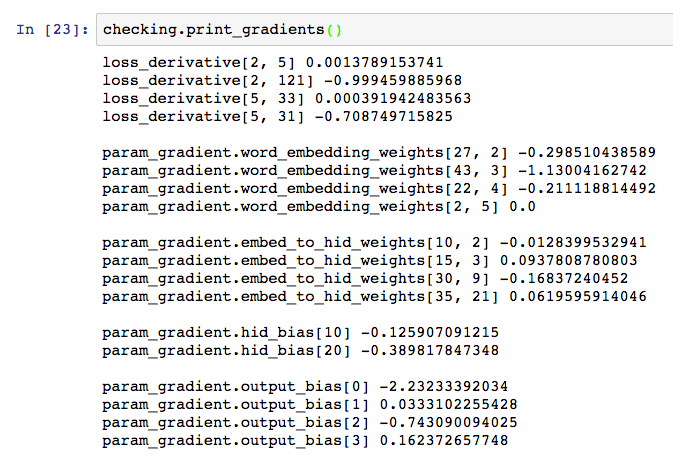 In [23]: checking.print_gradients()
loss_derivative[2, 5] 0.0013789153741
loss_derivative[2, 121] -0.999459885968
loss_derivative[5, 33] 0.000391942483563
loss_derivative[5, 31] -0.708749715825
param_gradient.word_embedding_weights[27, 2] -0.298510438589
param_gradient.word_embedding_weights[43, 3] -1.13004162742
param_gradient.word_embedding_weights[22, 4] -0.211118814492
param_gradient.word_embedding_weights[2, 5] 0.0
param_gradient.embed_to_hid_weights[10, 2] -0.0128399532941
param_gradient.embed_to_hid_weights[15, 3] 0.0937808780803
param_gradient.embed_to_hid_weights[30, 9] -0.16837240452
param_gradient.embed_to_hid_weights[35, 21] 0.0619595914046
param_gradient.hid_bias[10] -0.125907091215
param_gradient.hid_bias[20] -0.389817847348
param_gradient.output_bias[0] -2.23233392034
param_gradient.output_bias[1] 0.0333102255428
param_gradient.output_bias[2] -0.743090094025
param_gradient.output_bias[3] 0.162372657748